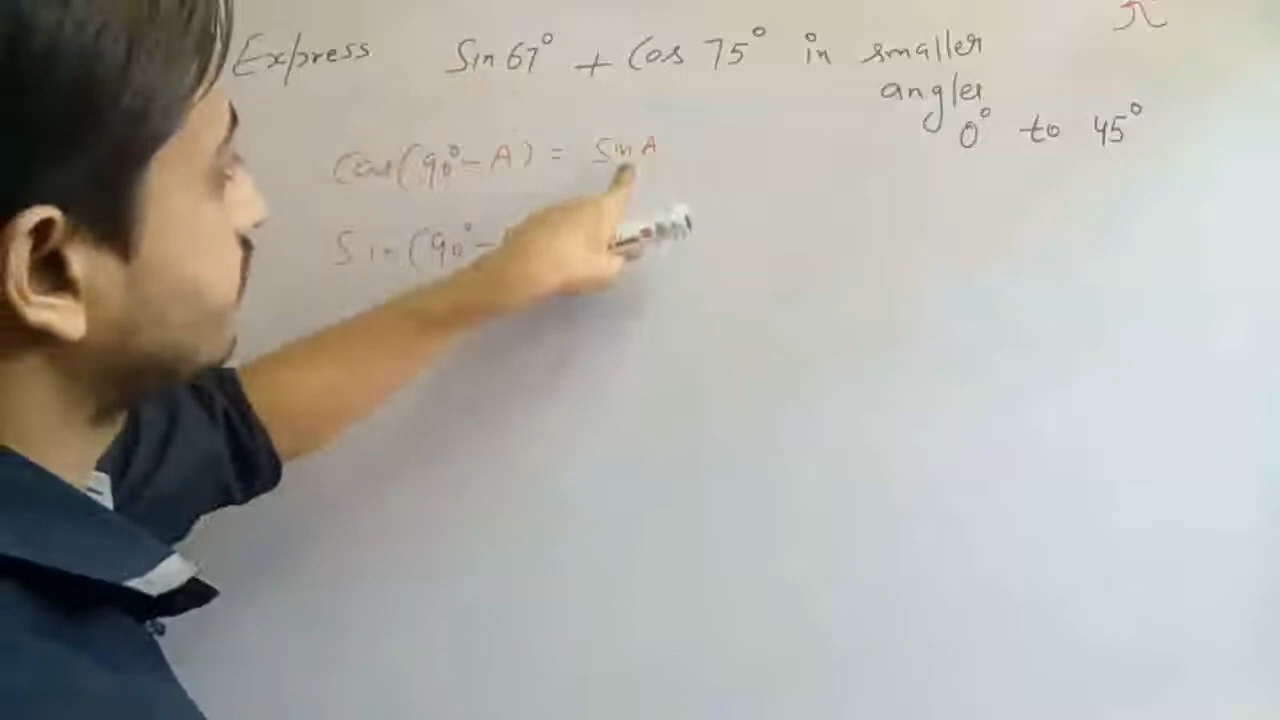 Express Sin 67° + Cos 75° in smaller
angles
0° to 45°
Cos(90° - A) = Sin A
Sin (90° -